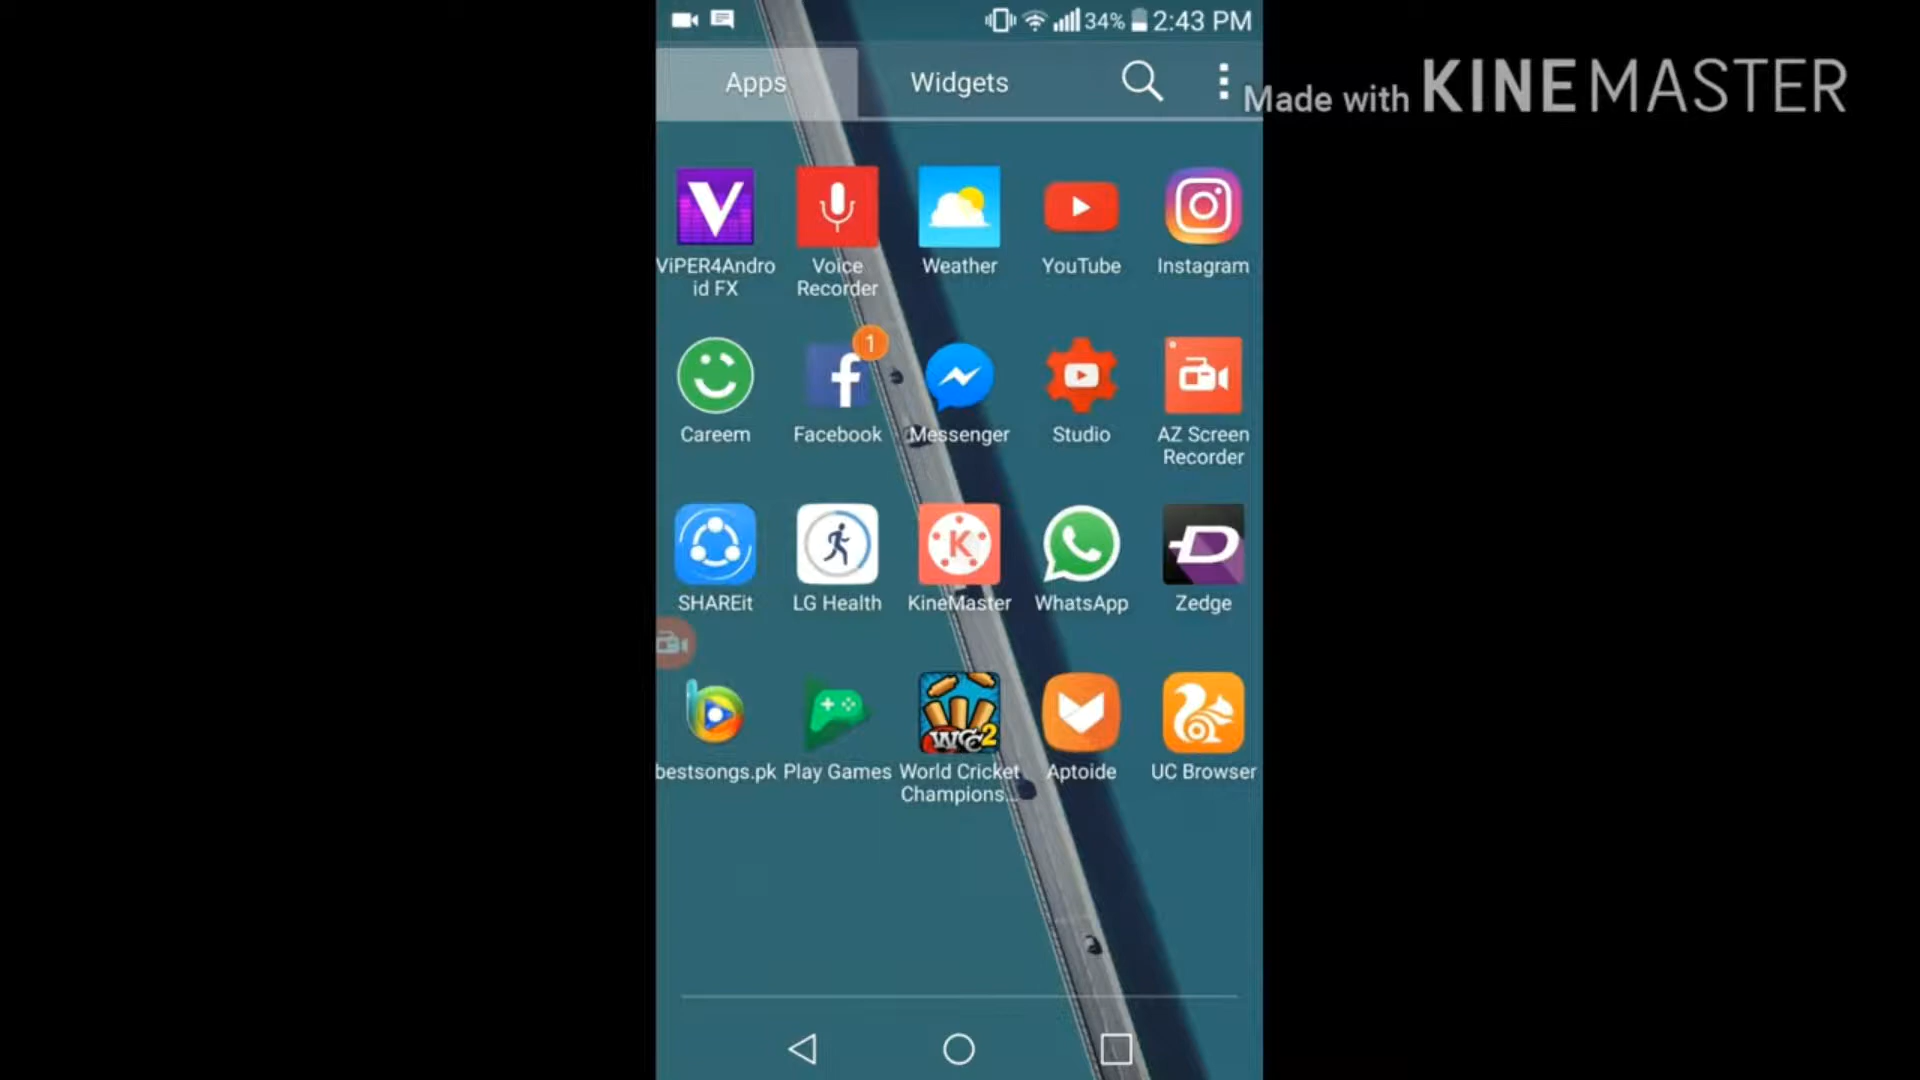 34% 2:43 PM
Apps Widgets
Made with KINEMASTER
ViPER4Andro
id FX
Voice
Recorder
Weather
YouTube
Instagram
Careem
1
Facebook
Messenger
Studio
AZ Screen
Recorder
SHAREit
LG Health
K
KineMaster
WhatsApp
Zedge
bestsongs.pk
Play Games
WCC2
World Cricket
Champions...
Aptoide
UC Browser